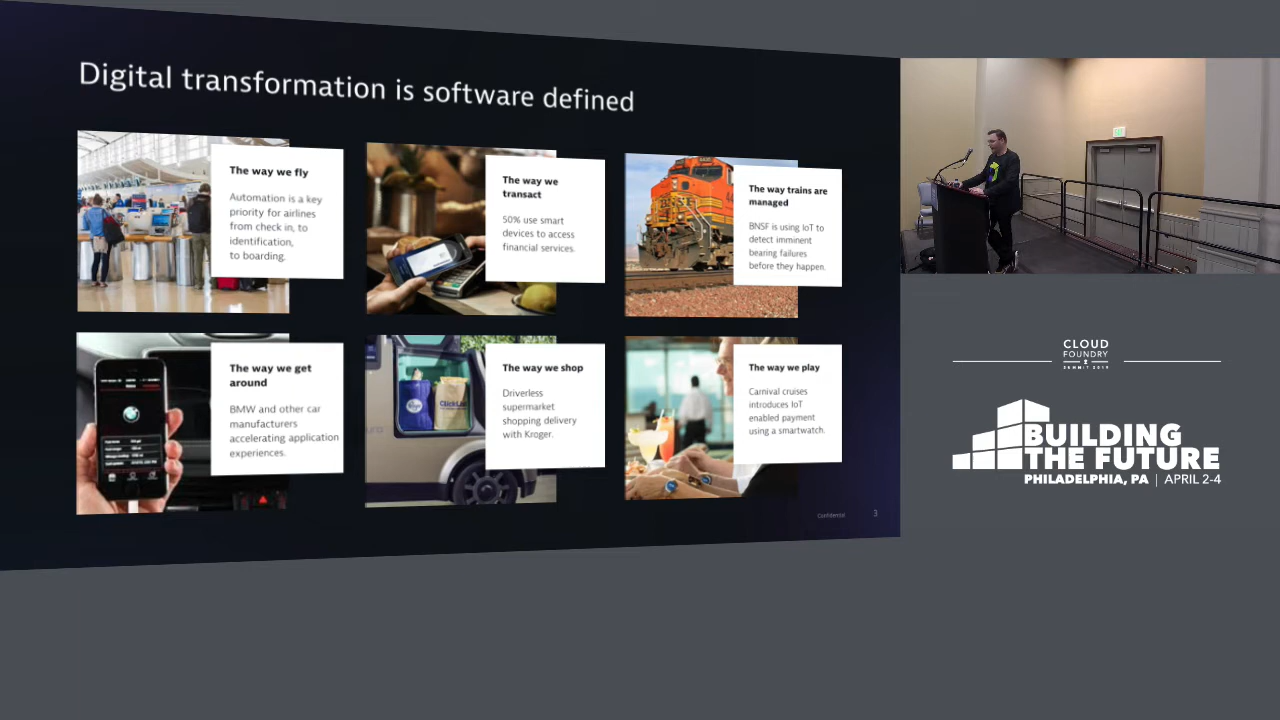 Digital transformation is software defined
The way we fly
Automation is a key
priority for airlines
from check in, to
identification,
to boarding.
The way we
transact
50% use smart
devices to access
financial services.
The way trains are
managed
BNSF is using IoT to
detect imminent
bearing failures
before they happen.
BNSF
The way we get
around
BMW and other car
manufacturers
accelerating application
experiences.
The way we shop
Driverless
supermarket
shopping delivery
with Kroger.
ClickList
The way we play
Carnival cruises
introduces IoT
enabled payment
using a smartwatch.
Confidential
3
CLOUD
FOUNDRY
SUMMIT 2019
BUILDING
THE FUTURE
PHILADELPHIA, PA | APRIL 2-4